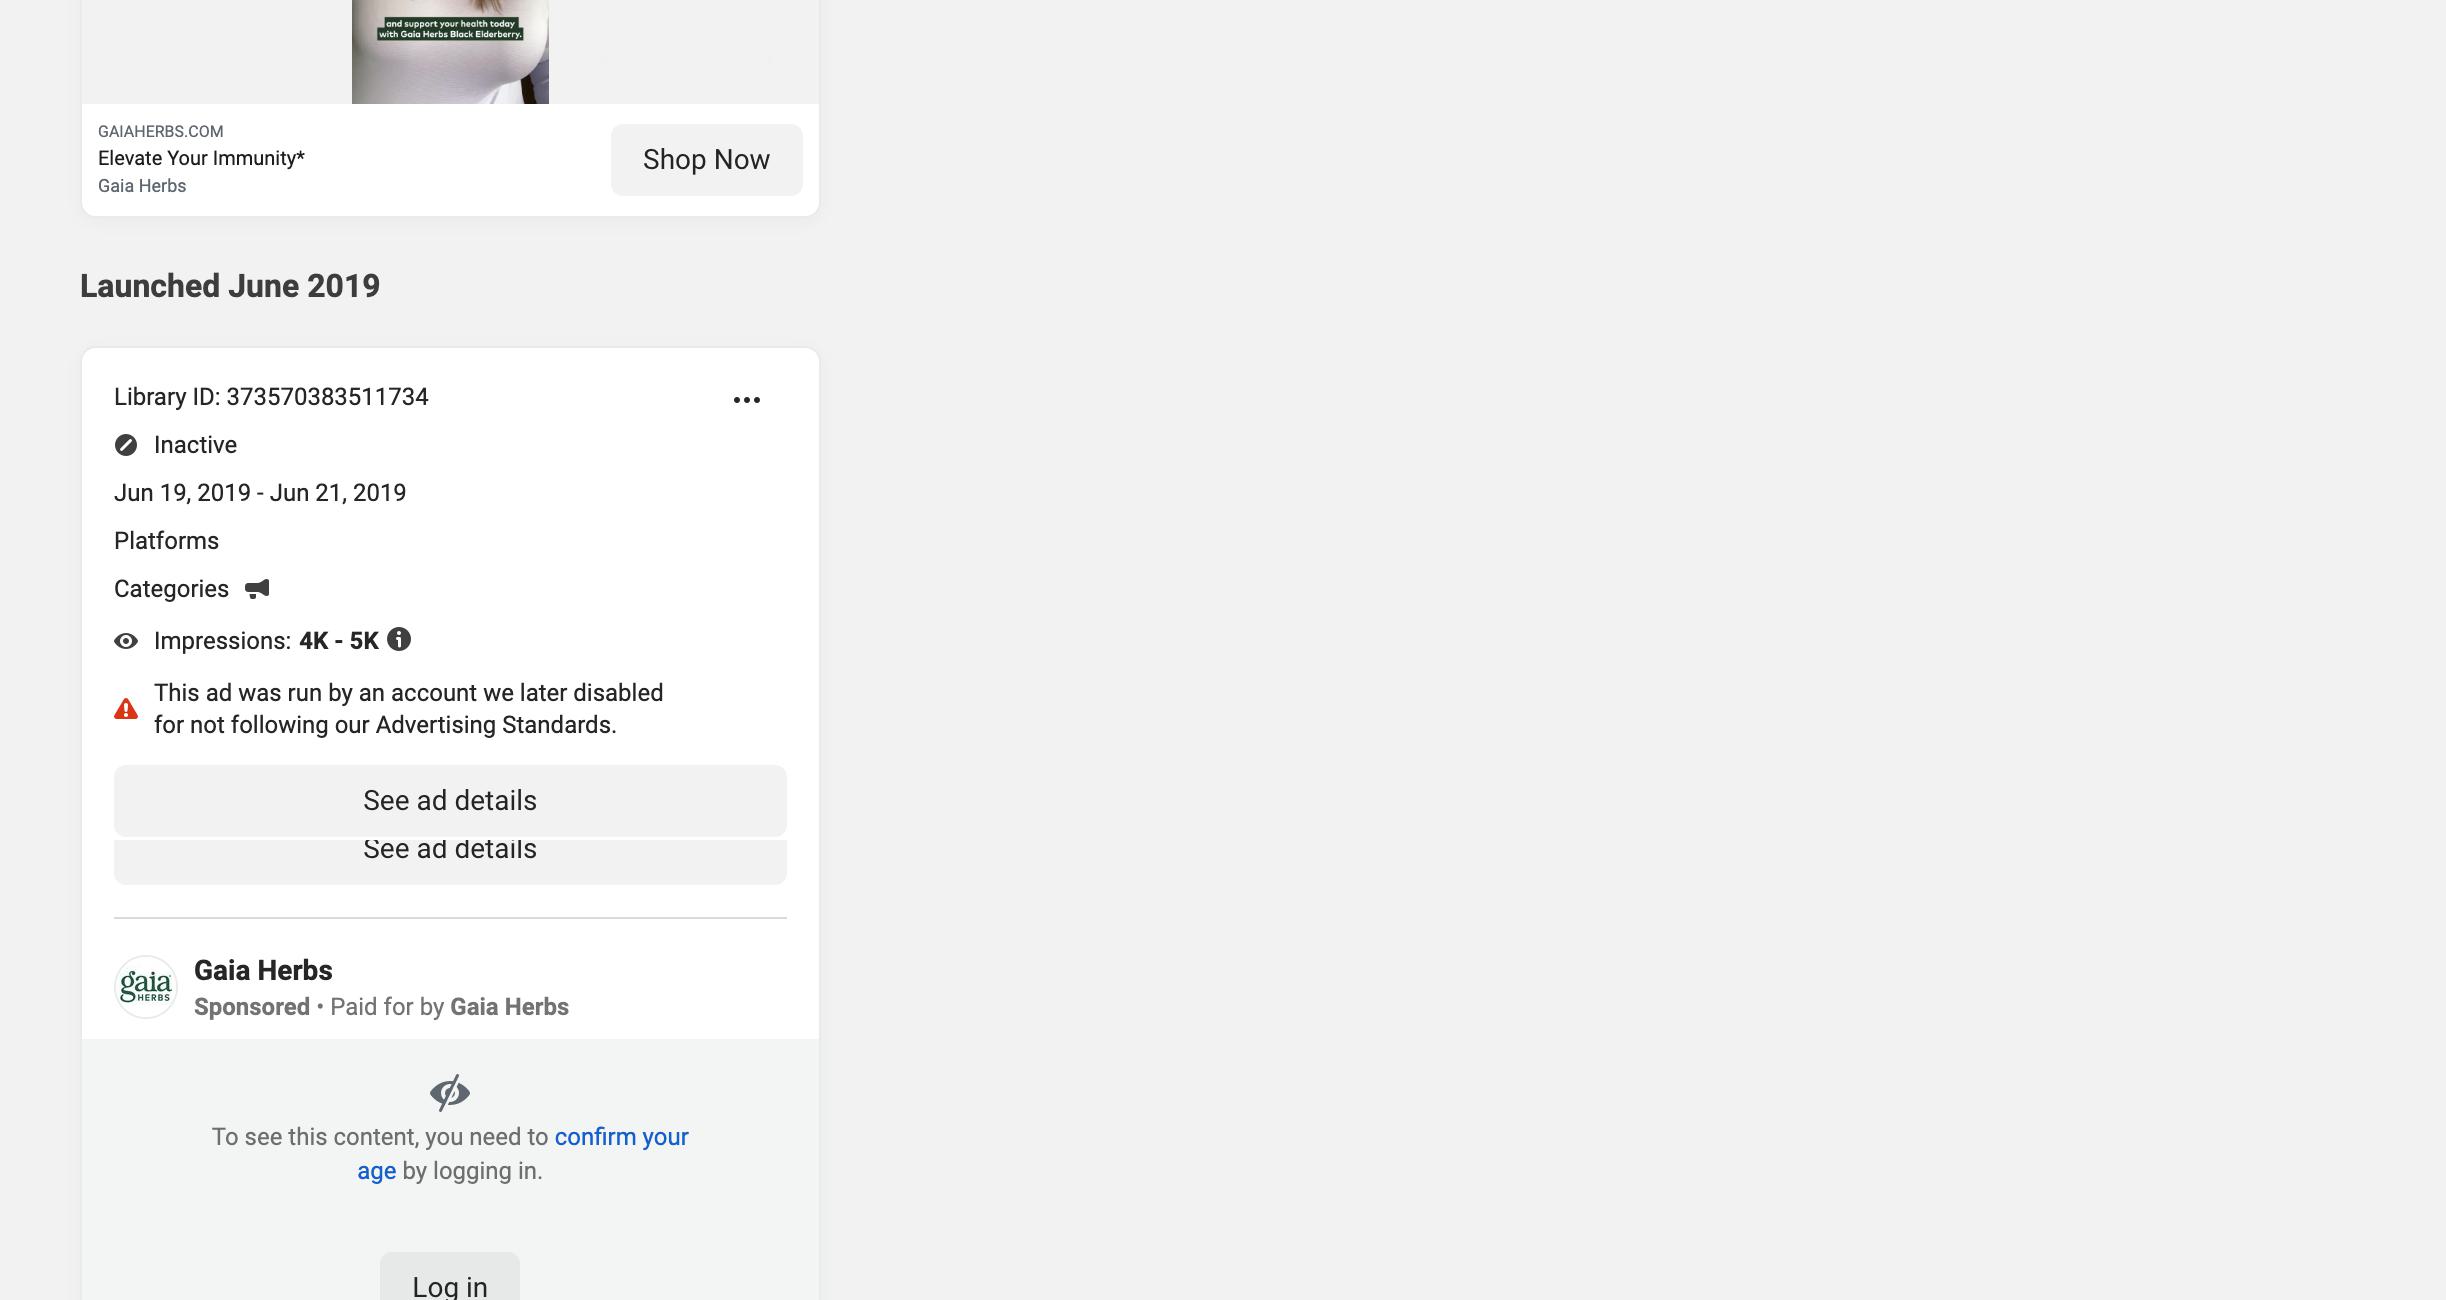 and support your health today
with Gaia Herbs Black Elderberry.
GAIAHERBS.COM
Elevate Your Immunity*
Gaia Herbs
Shop Now
Launched June 2019
Library ID: 373570383511734
Inactive
Jun 19, 2019 - Jun 21, 2019
Platforms
Categories
Impressions: 4K - 5K
This ad was run by an account we later disabled
for not following our Advertising Standards.
See ad details
See ad details
gaia
HERBS
Gaia Herbs
Sponsored • Paid for by Gaia Herbs
To see this content, you need to confirm your
age by logging in.
Log in